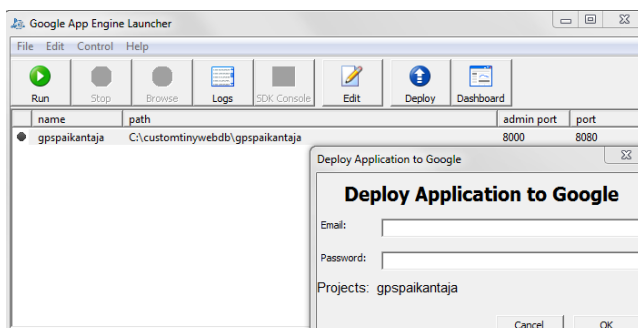 Google App Engine Launcher
File Edit Control Help
Run Stop Browse Logs SDK Console Edit Deploy Dashboard
name path admin port port
gpspaikantaja C:\customtinywebdb\gpspaikantaja 8000 8080
Deploy Application to Google
Deploy Application to Google
Email:
Password:
Projects: gpspaikantaja
Cancel OK